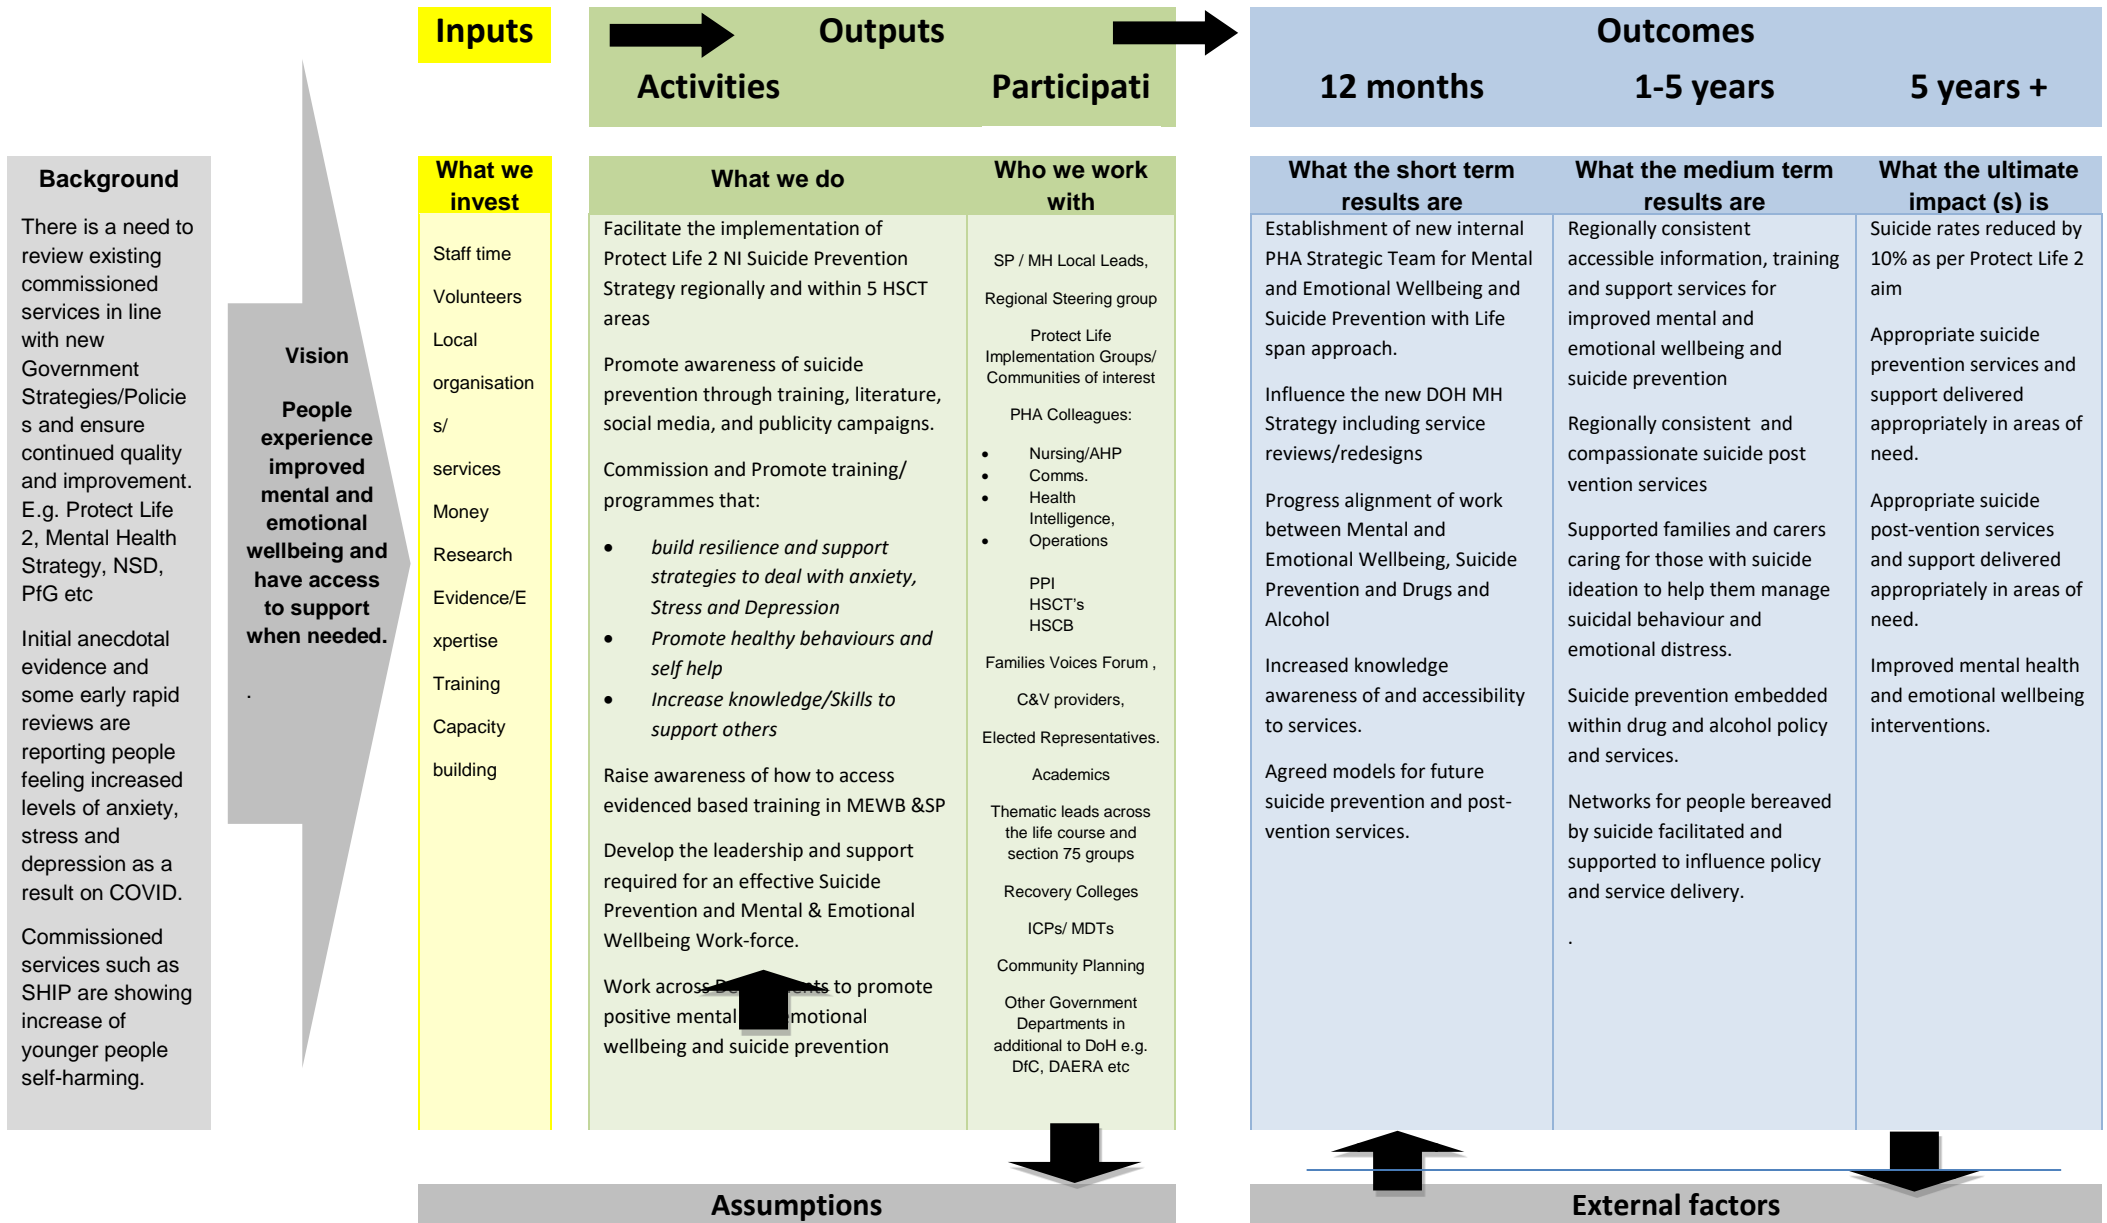 Inputs
Outputs
Outcomes
Activities
Participati
12 months
1-5 years
5 years +
Background
There is a need to
review existing
commissioned
services in line
with new
Government
Strategies/Policie
s and ensure
continued quality
and improvement.
E.g. Protect Life
2, Mental Health
Strategy, NSD,
PfG etc
Initial anecdotal
evidence and
some early rapid
reviews are
reporting people
feeling increased
levels of anxiety,
stress and
depression as a
result on COVID.
Commissioned
services such as
SHIP are showing
increase of
younger people
self-harming.
Vision
People
experience
improved
mental and
emotional
wellbeing and
have access
to support
when needed.
.
What we
invest
Staff time
Volunteers
Local
organisation
s/
services
Money
Research
Evidence/E
xpertise
Training
Capacity
building
What we do
Facilitate the implementation of
Protect Life 2 NI Suicide Prevention
Strategy regionally and within 5 HSCT
areas
Promote awareness of suicide
prevention through training, literature,
social media, and publicity campaigns.
Commission and Promote training/
programmes that:
• build resilience and support
strategies to deal with anxiety,
Stress and Depression
• Promote healthy behaviours and
self help
• Increase knowledge/Skills to
support others
Raise awareness of how to access
evidenced based training in MEWB &SP
Develop the leadership and support
required for an effective Suicide
Prevention and Mental & Emotional
Wellbeing Work-force.
Work across to promote
positive mental emotional
wellbeing and suicide prevention
Who we work
with
SP / MH Local Leads,
Regional Steering group
Protect Life
Implementation Groups/
Communities of interest
PHA Colleagues:
• Nursing/AHP
• Comms.
• Health
Intelligence,
• Operations
PPI
HSCT's
HSCB
Families Voices Forum ,
C&V providers,
Elected Representatives.
Academics
Thematic leads across
the life course and
section 75 groups
Recovery Colleges
ICPs/ MDTs
Community Planning
Other Government
Departments in
additional to DoH e.g.
DfC, DAERA etc
What the short term
results are
Establishment of new internal
PHA Strategic Team for Mental
and Emotional Wellbeing and
Suicide Prevention with Life
span approach.
Influence the new DOH MH
Strategy including service
reviews/redesigns
Progress alignment of work
between Mental and
Emotional Wellbeing, Suicide
Prevention and Drugs and
Alcohol
Increased knowledge
awareness of and accessibility
to services.
Agreed models for future
suicide prevention and post-
vention services.
What the medium term
results are
Regionally consistent
accessible information, training
and support services for
improved mental and
emotional wellbeing and
suicide prevention
Regionally consistent and
compassionate suicide post
vention services
Supported families and carers
caring for those with suicide
ideation to help them manage
suicidal behaviour and
emotional distress.
Suicide prevention embedded
within drug and alcohol policy
and services.
Networks for people bereaved
by suicide facilitated and
supported to influence policy
and service delivery.
.
What the ultimate
impact (s) is
Suicide rates reduced by
10% as per Protect Life 2
aim
Appropriate suicide
prevention services and
support delivered
appropriately in areas of
need.
Appropriate suicide
post-vention services
and support delivered
appropriately in areas of
need.
Improved mental health
and emotional wellbeing
interventions.
Assumptions
External factors